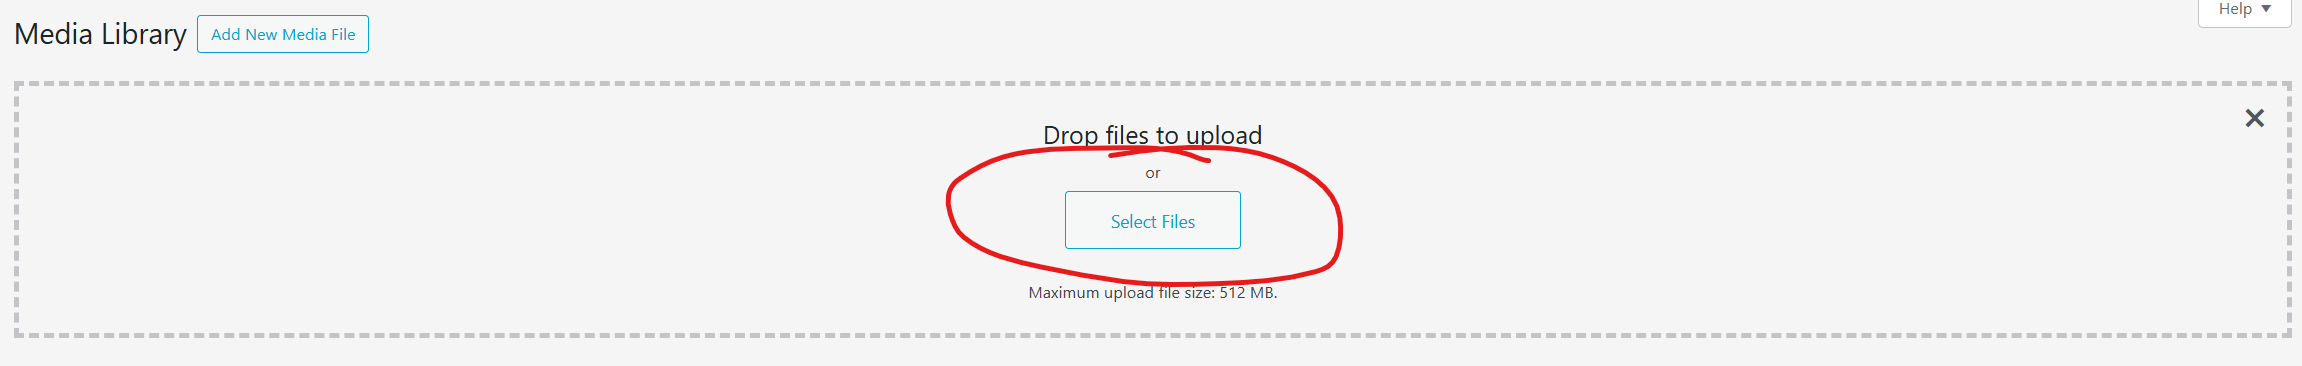 Media Library
Add New Media File
Help
Drop files to upload
or
Select Files
Maximum upload file size: 512 MB.